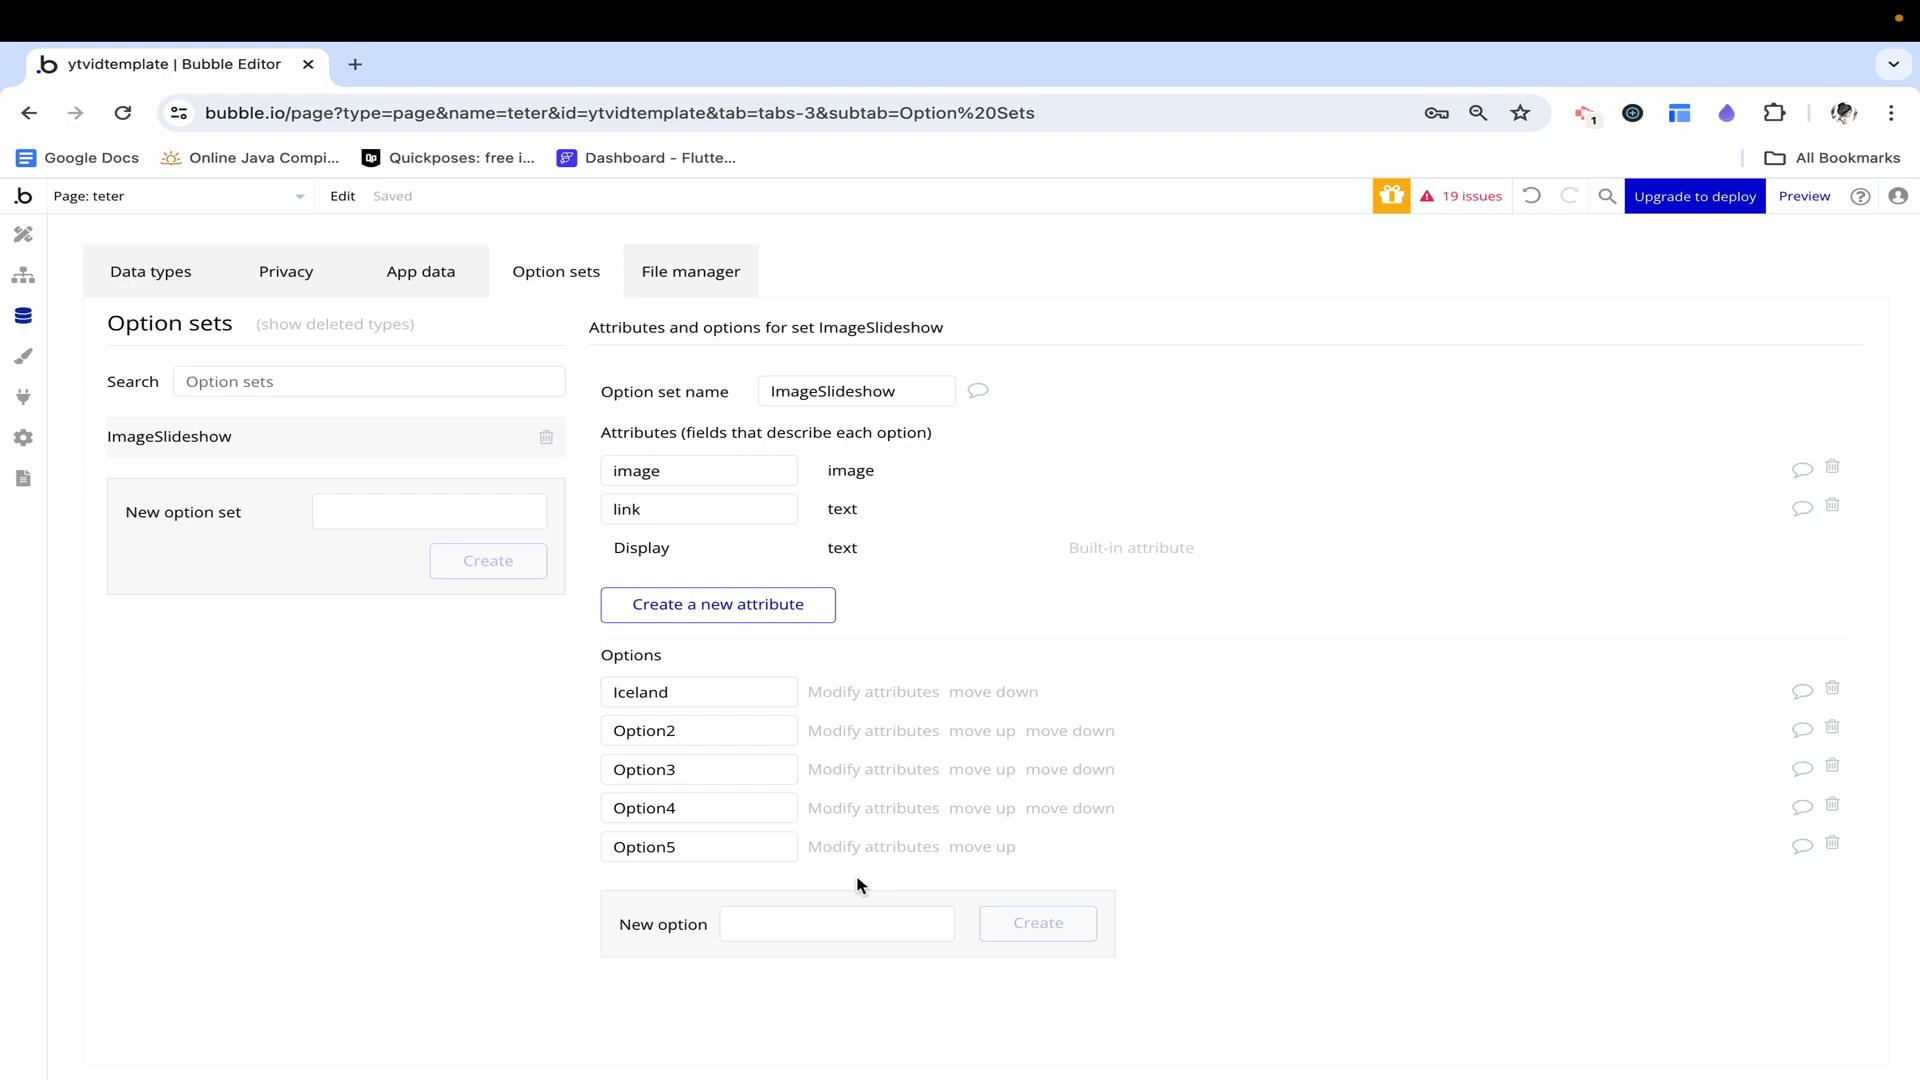 ytvidtemplate | Bubble Editor
bubble.io/page?type=page&name=teter&id=ytvidtemplate&tab=tabs-3&subtab=Option%20Sets
1
Google Docs
Online Java Compi...
Quickposes: free i...
Dashboard - Flutte...
All Bookmarks
Page: teter
Edit
Saved
19 issues
Upgrade to deploy
Preview
Data types
Privacy
App data
Option sets
File manager
Option sets (show deleted types)
Search
Option sets
ImageSlideshow
New option set
Create
Attributes and options for set ImageSlideshow
Option set name
ImageSlideshow
Attributes (fields that describe each option)
image image
link text
Display text Built-in attribute
Create a new attribute
Options
Iceland Modify attributes move down
Option2 Modify attributes move up move down
Option3 Modify attributes move up move down
Option4 Modify attributes move up move down
Option5 Modify attributes move up
New option
Create